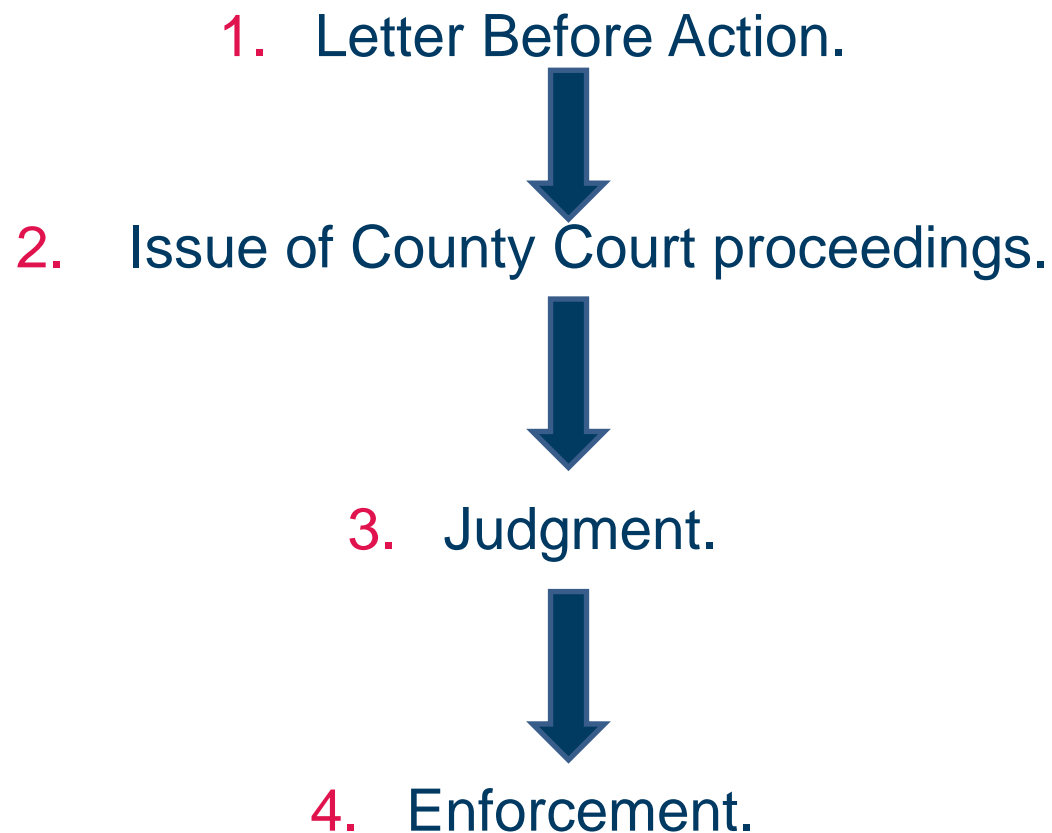 1. Letter Before Action.
2. Issue of County Court proceedings.
3. Judgment.
4. Enforcement.